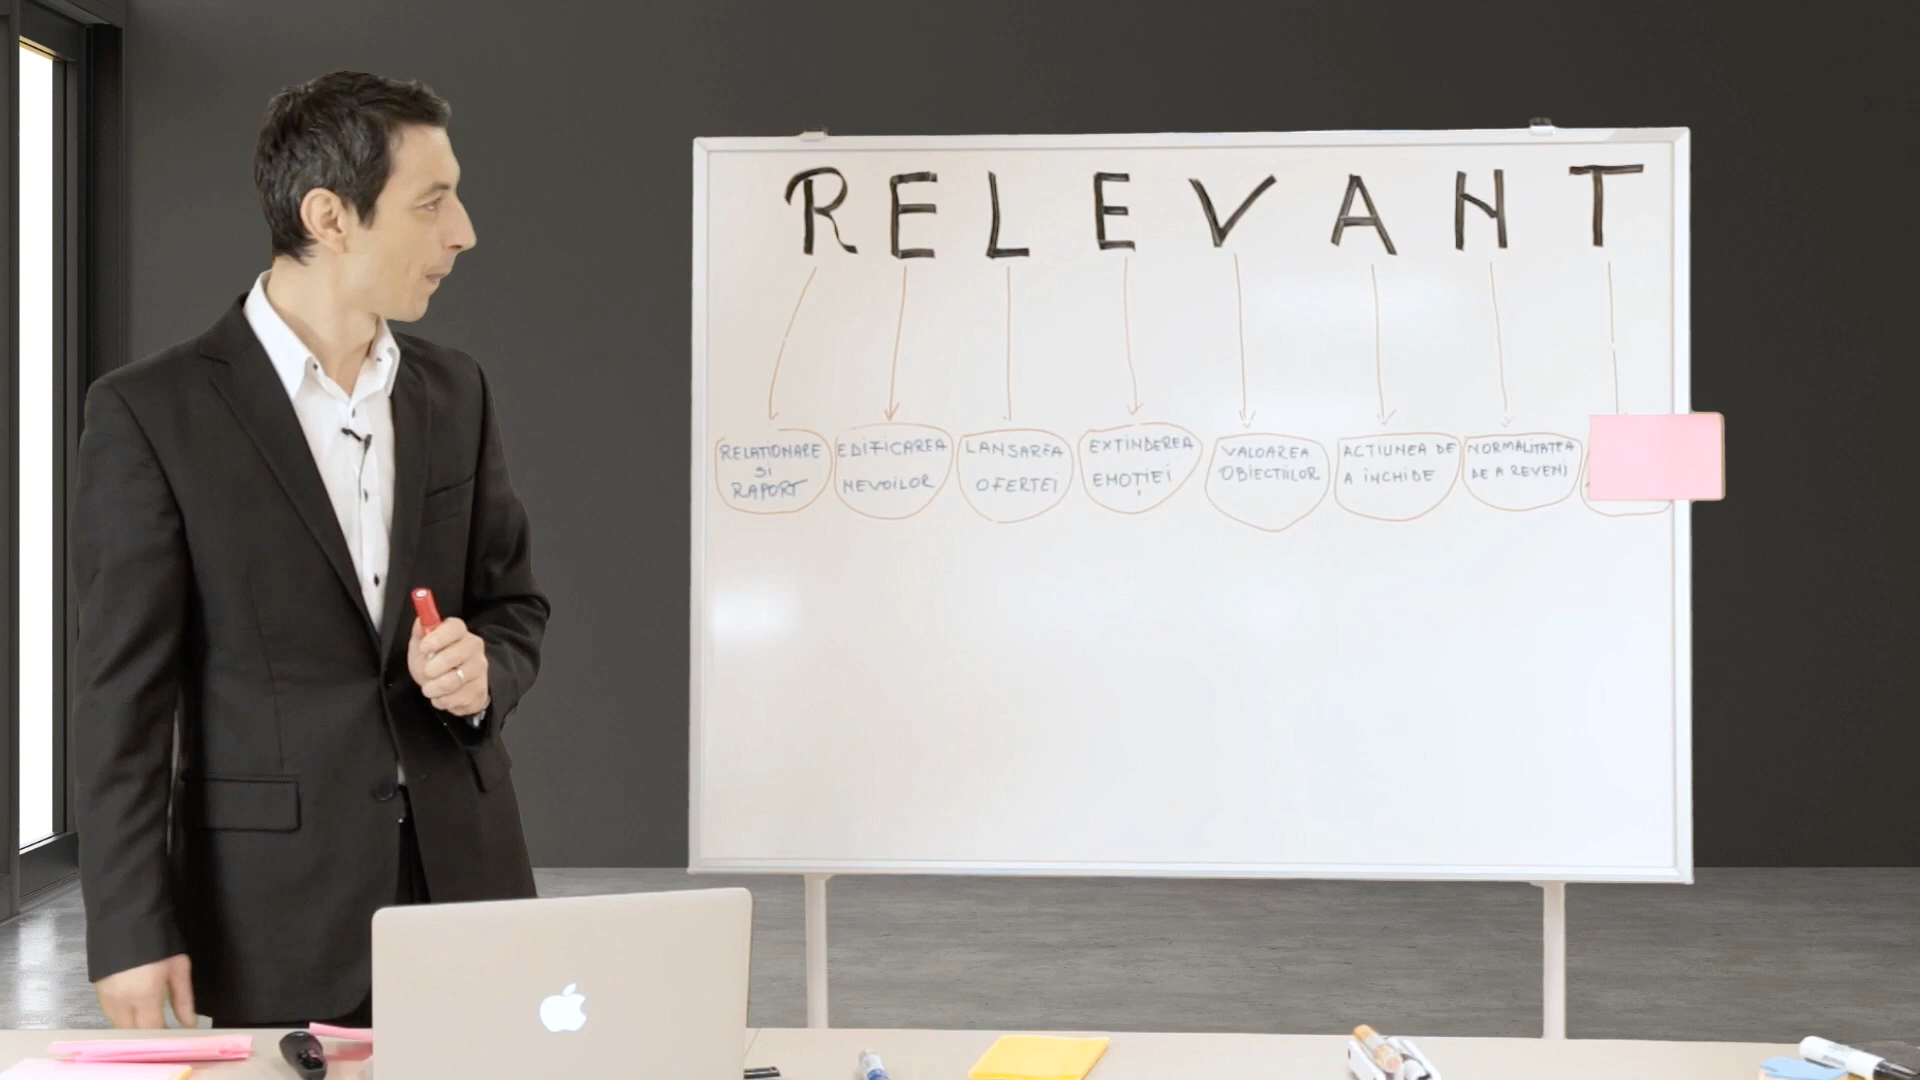 RELEVANT
RELATIONARE
SI
RAPORT
EDIFICAREA
NEVOILOR
LANSAREA
OFERTEI
EXTINDEREA
EMOȚIEI
VALOAREA
OBIECTIILOR
ACTIUNEA DE
A INCHIDE
NORMALITATEA
DE A REVENI